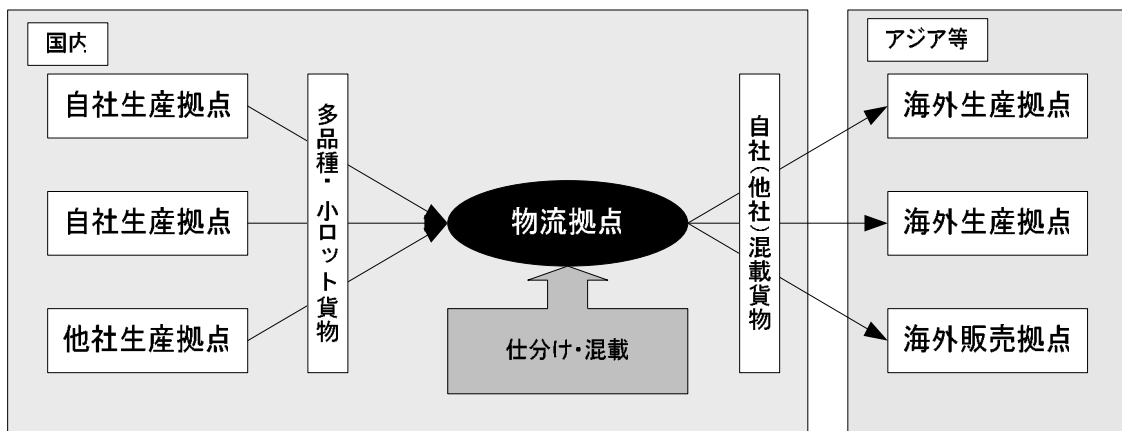 国内
アジア等
自社生産拠点
自社生産拠点
他社生産拠点
多品種・小ロット貨物
物流拠点
仕分け・混載
自社(他社)混載貨物
海外生産拠点
海外生産拠点
海外販売拠点